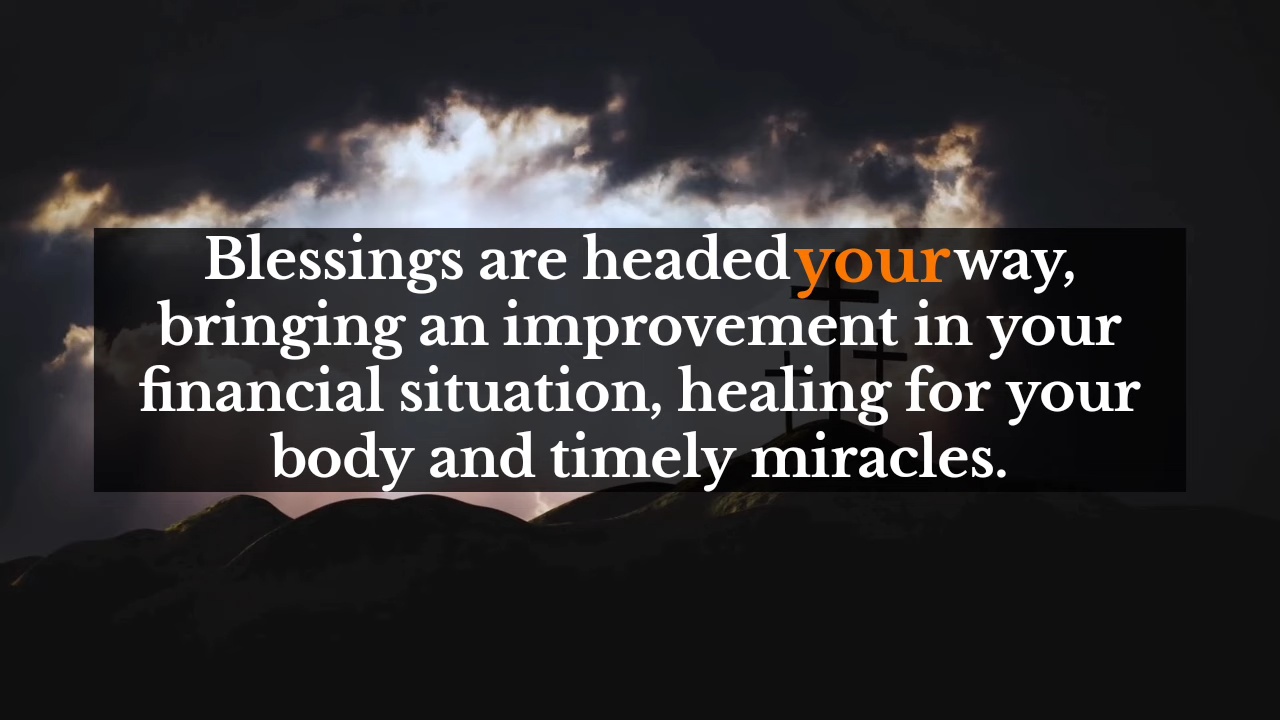 Blessings are headed your way,
bringing an improvement in your
financial situation, healing for your
body and timely miracles.